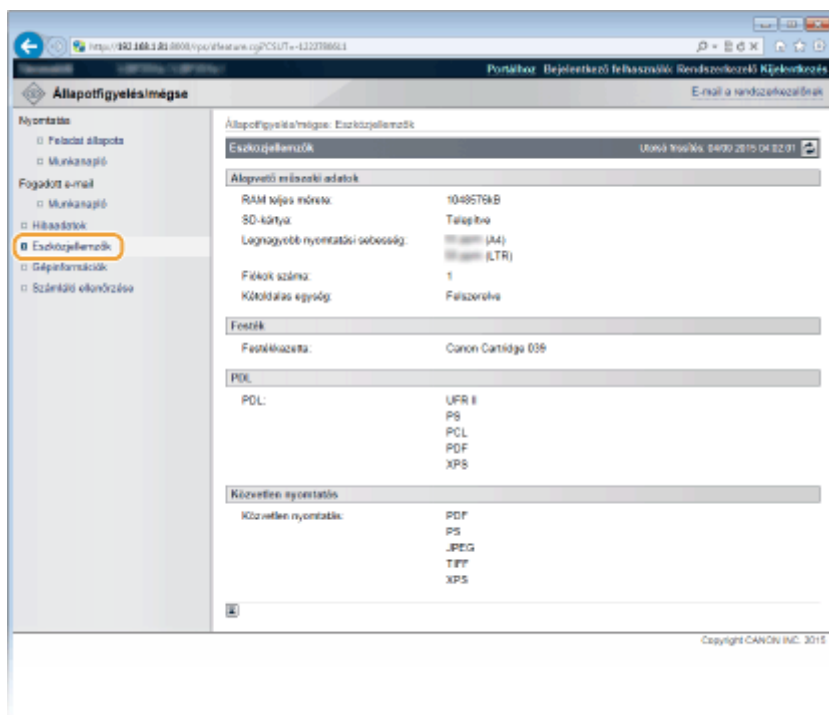 Portálhoz Bejelentkező felhasználó: Rendszerkezelő Kijelentkezés
Állapotfigyelés/mégse
E-mail a rendszerkezelőnek
Nyomtatás
Feladat állapota
Munkanapló
Fogadott e-mail
Munkanapló
Hibaadatok
Eszközjellemzők
Gépinformációk
Számláló ellenőrzése
Állapotfigyelés/mégse: Eszközjellemzők
Eszközjellemzők
Utolsó frissítés: 04/00 2015 04:02:01
Alapvető műszaki adatok
RAM teljes mérete: 1048576kB
SD-kártya: Telepítve
Legnagyobb nyomtatási sebesség: (A4)
(LTR)
Fiókok száma: 1
Kétoldalas egység: Felszerelve
Festék
Festékkazetta: Canon Cartridge 039
PDL
PDL: UFR II
PS
PCL
PDF
XPS
Közvetlen nyomtatás
Közvetlen nyomtatás: PDF
PS
JPEG
TIFF
XPS
Copyright CANON INC. 2015